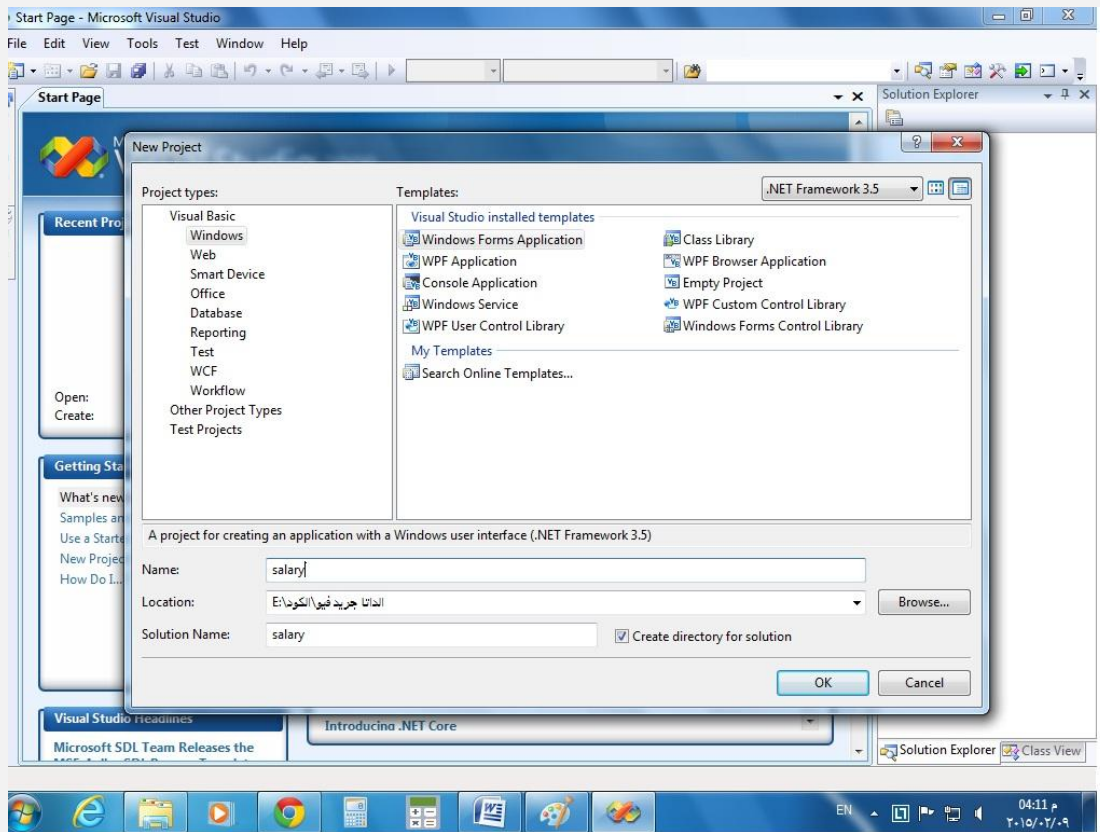 Start Page - Microsoft Visual Studio
File Edit View Tools Test Window Help
Start Page
Solution Explorer
New Project
Project types:
Templates:
.NET Framework 3.5
Visual Basic
Windows
Web
Smart Device
Office
Database
Reporting
Test
WCF
Workflow
Other Project Types
Test Projects
Visual Studio installed templates
Windows Forms Application
WPF Application
Console Application
Windows Service
WPF User Control Library
Class Library
WPF Browser Application
Empty Project
WPF Custom Control Library
Windows Forms Control Library
My Templates
Search Online Templates...
A project for creating an application with a Windows user interface (.NET Framework 3.5)
Name: salary
Location: E:\الداتا جريد فيو\الكود
Browse...
Solution Name: salary
Create directory for solution
OK Cancel
Recent Proj
Open:
Create:
Getting Sta
What's new
Samples an
Use a Starte
New Projec
How Do I...
Visual Studio Headlines
Microsoft SDL Team Releases the
Introducing .NET Core
Solution Explorer Class View
EN
04:11 م
٢٠١٥/٠٢/٠٩